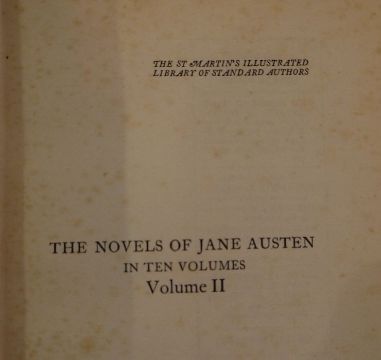 THE ST MARTIN'S ILLUSTRATED
LIBRARY OF STANDARD AUTHORS
THE NOVELS OF JANE AUSTEN
IN TEN VOLUMES
Volume II